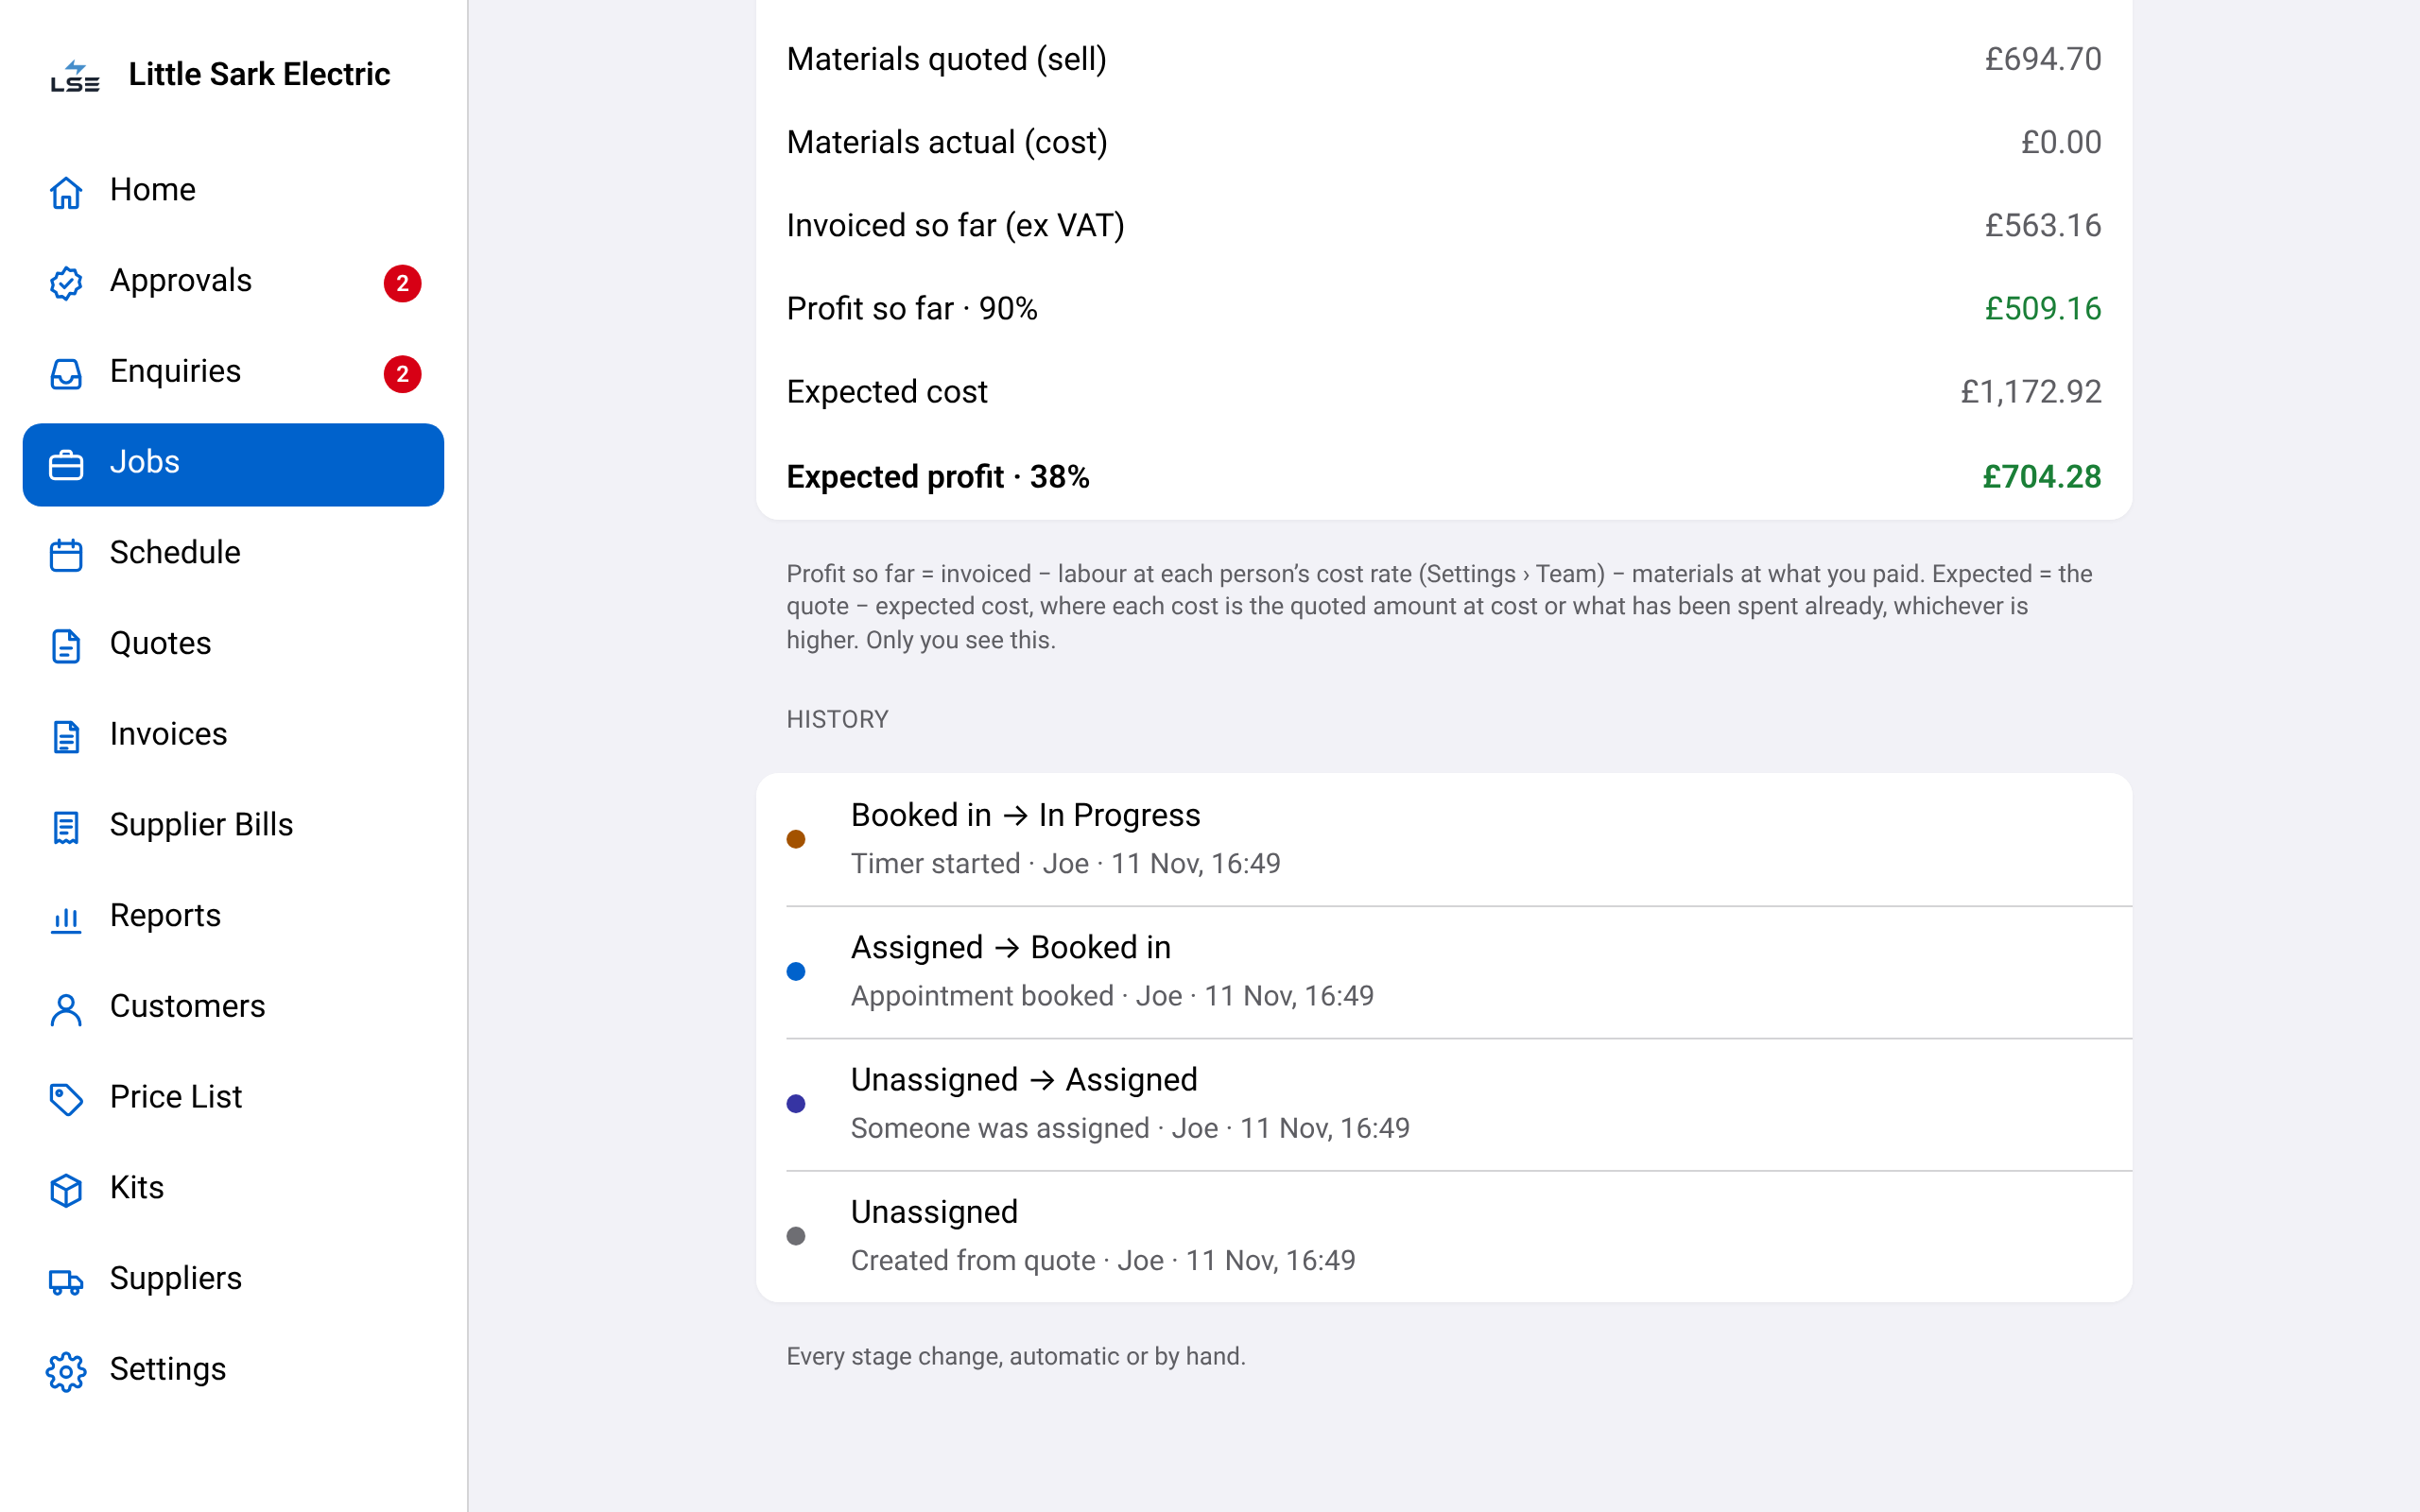 LSE Little Sark Electric
Home
Approvals 2
Enquiries 2
Jobs
Schedule
Quotes
Invoices
Supplier Bills
Reports
Customers
Price List
Kits
Suppliers
Settings
Materials quoted (sell) £694.70
Materials actual (cost) £0.00
Invoiced so far (ex VAT) £563.16
Profit so far · 90% £509.16
Expected cost £1,172.92
Expected profit · 38% £704.28
Profit so far = invoiced − labour at each person’s cost rate (Settings › Team) − materials at what you paid. Expected = the
quote − expected cost, where each cost is the quoted amount at cost or what has been spent already, whichever is
higher. Only you see this.
HISTORY
Booked in → In Progress
Timer started · Joe · 11 Nov, 16:49
Assigned → Booked in
Appointment booked · Joe · 11 Nov, 16:49
Unassigned → Assigned
Someone was assigned · Joe · 11 Nov, 16:49
Unassigned
Created from quote · Joe · 11 Nov, 16:49
Every stage change, automatic or by hand.